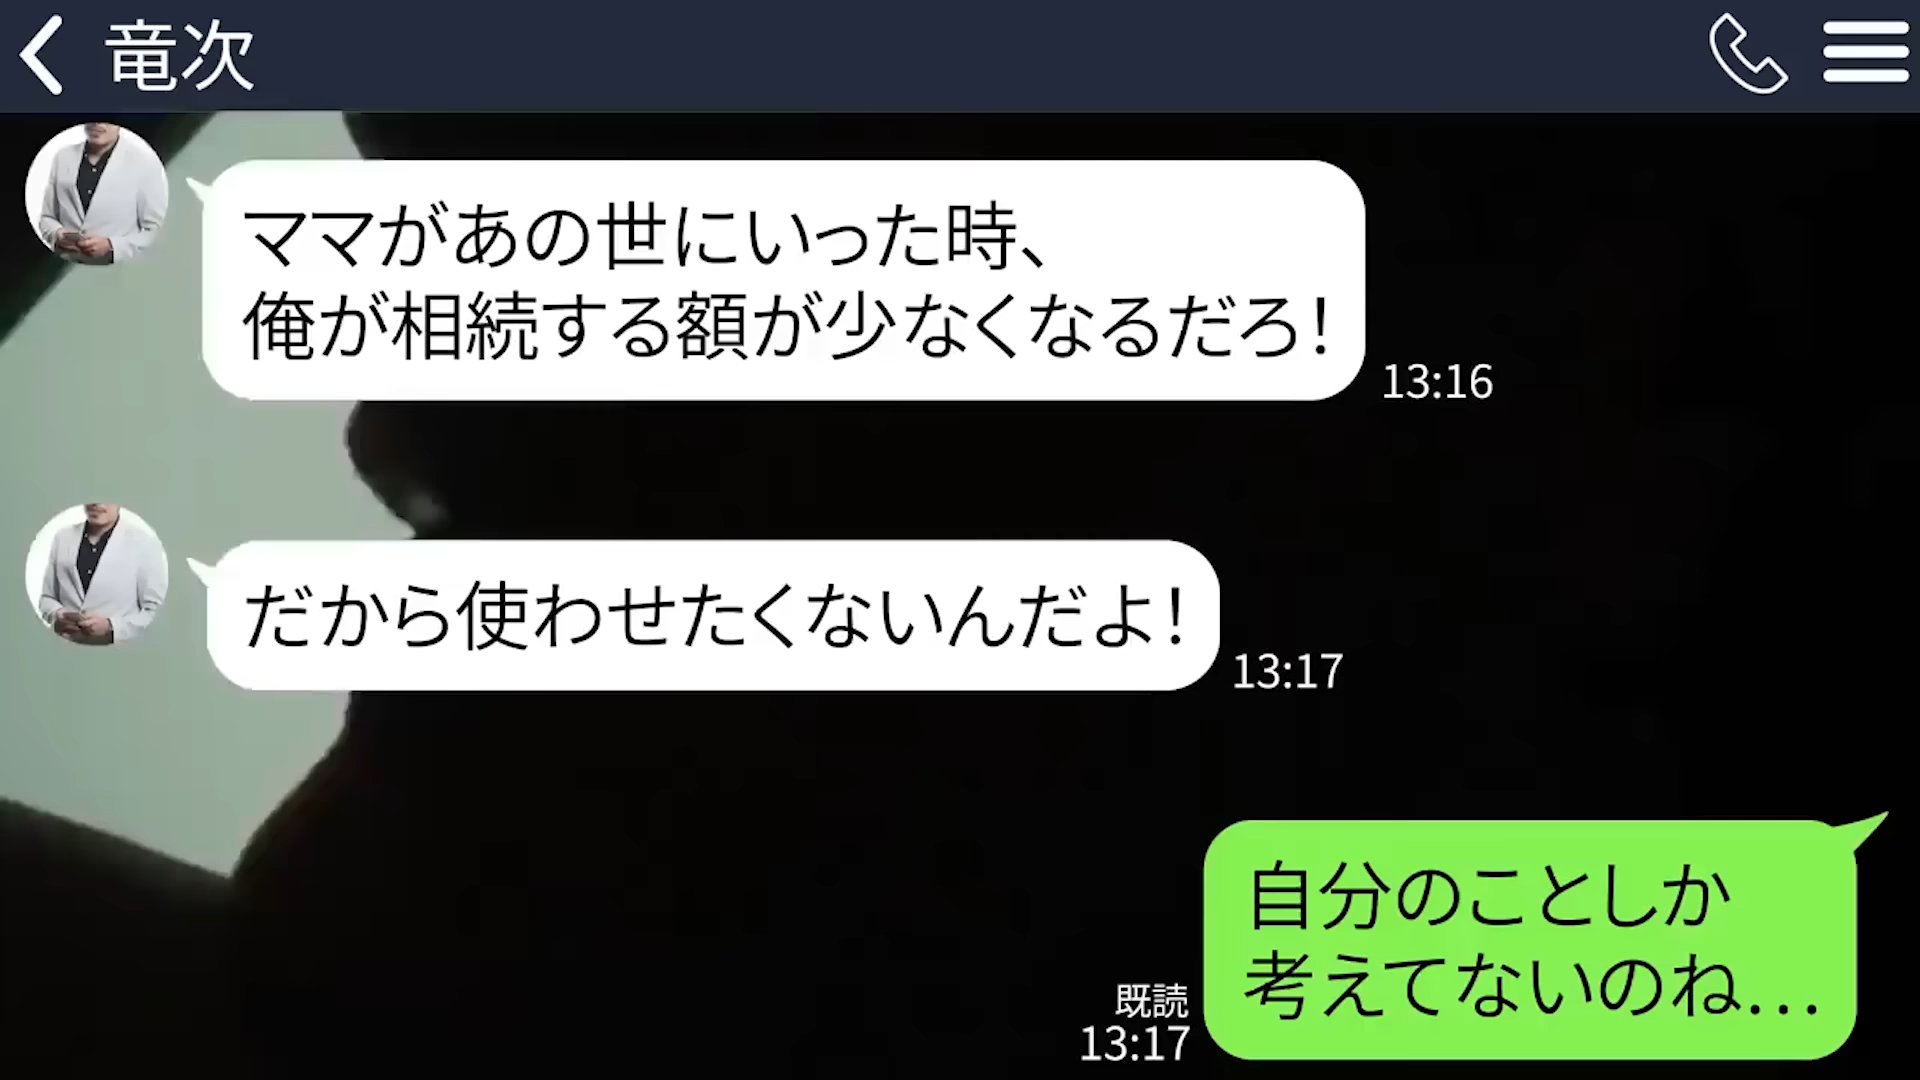 竜次
ママがあの世にいった時、
俺が相続する額が少なくなるだろ！
13:16
だから使わせたくないんだよ！
13:17
自分のことしか
考えてないのね…
既読
13:17